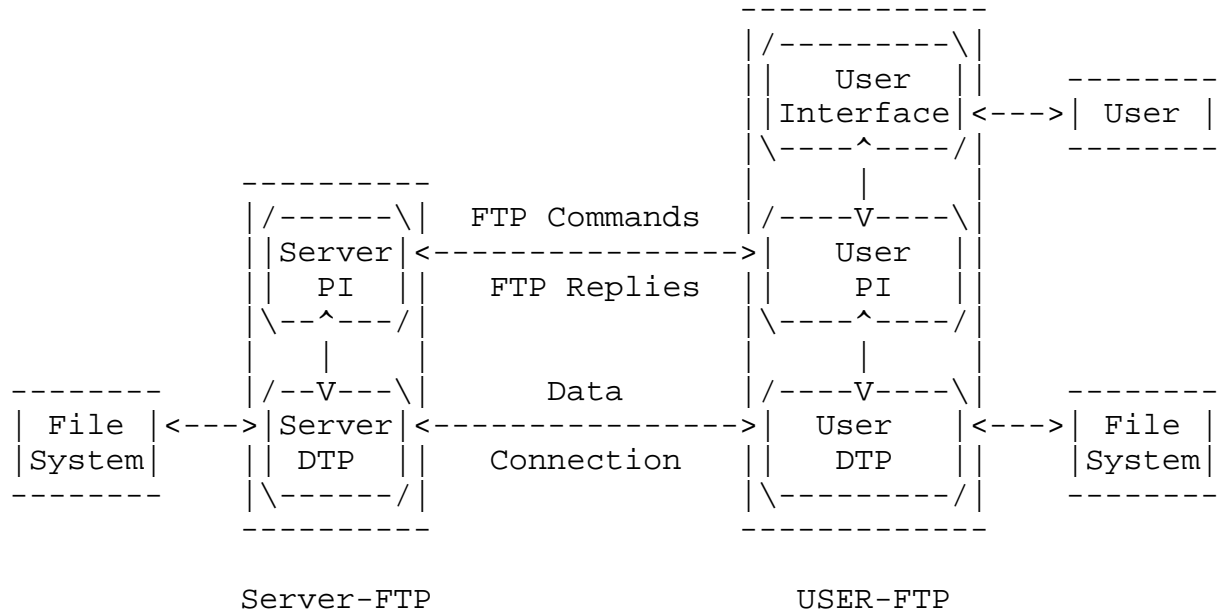 -------------
|/---------\|
||   User    ||    --------
||Interface|<--->| User |
|\----^----/|    --------
----------                |     |     |
|/------\|  FTP Commands  |/----V----\|
||Server|<---------------->|   User   ||
||  PI  ||   FTP Replies  ||    PI   ||
|\--^---/|                |\----^----/|
|   |    |                |     |     |
--------    |/--V---\|      Data      |/----V----\|    --------
| File |<--->|Server|<---------------->|  User   |<--->| File |
|System|    || DTP  ||   Connection   ||   DTP   ||    |System|
--------    |\------/|                |\---------/|    --------
----------                -------------
Server-FTP                   USER-FTP